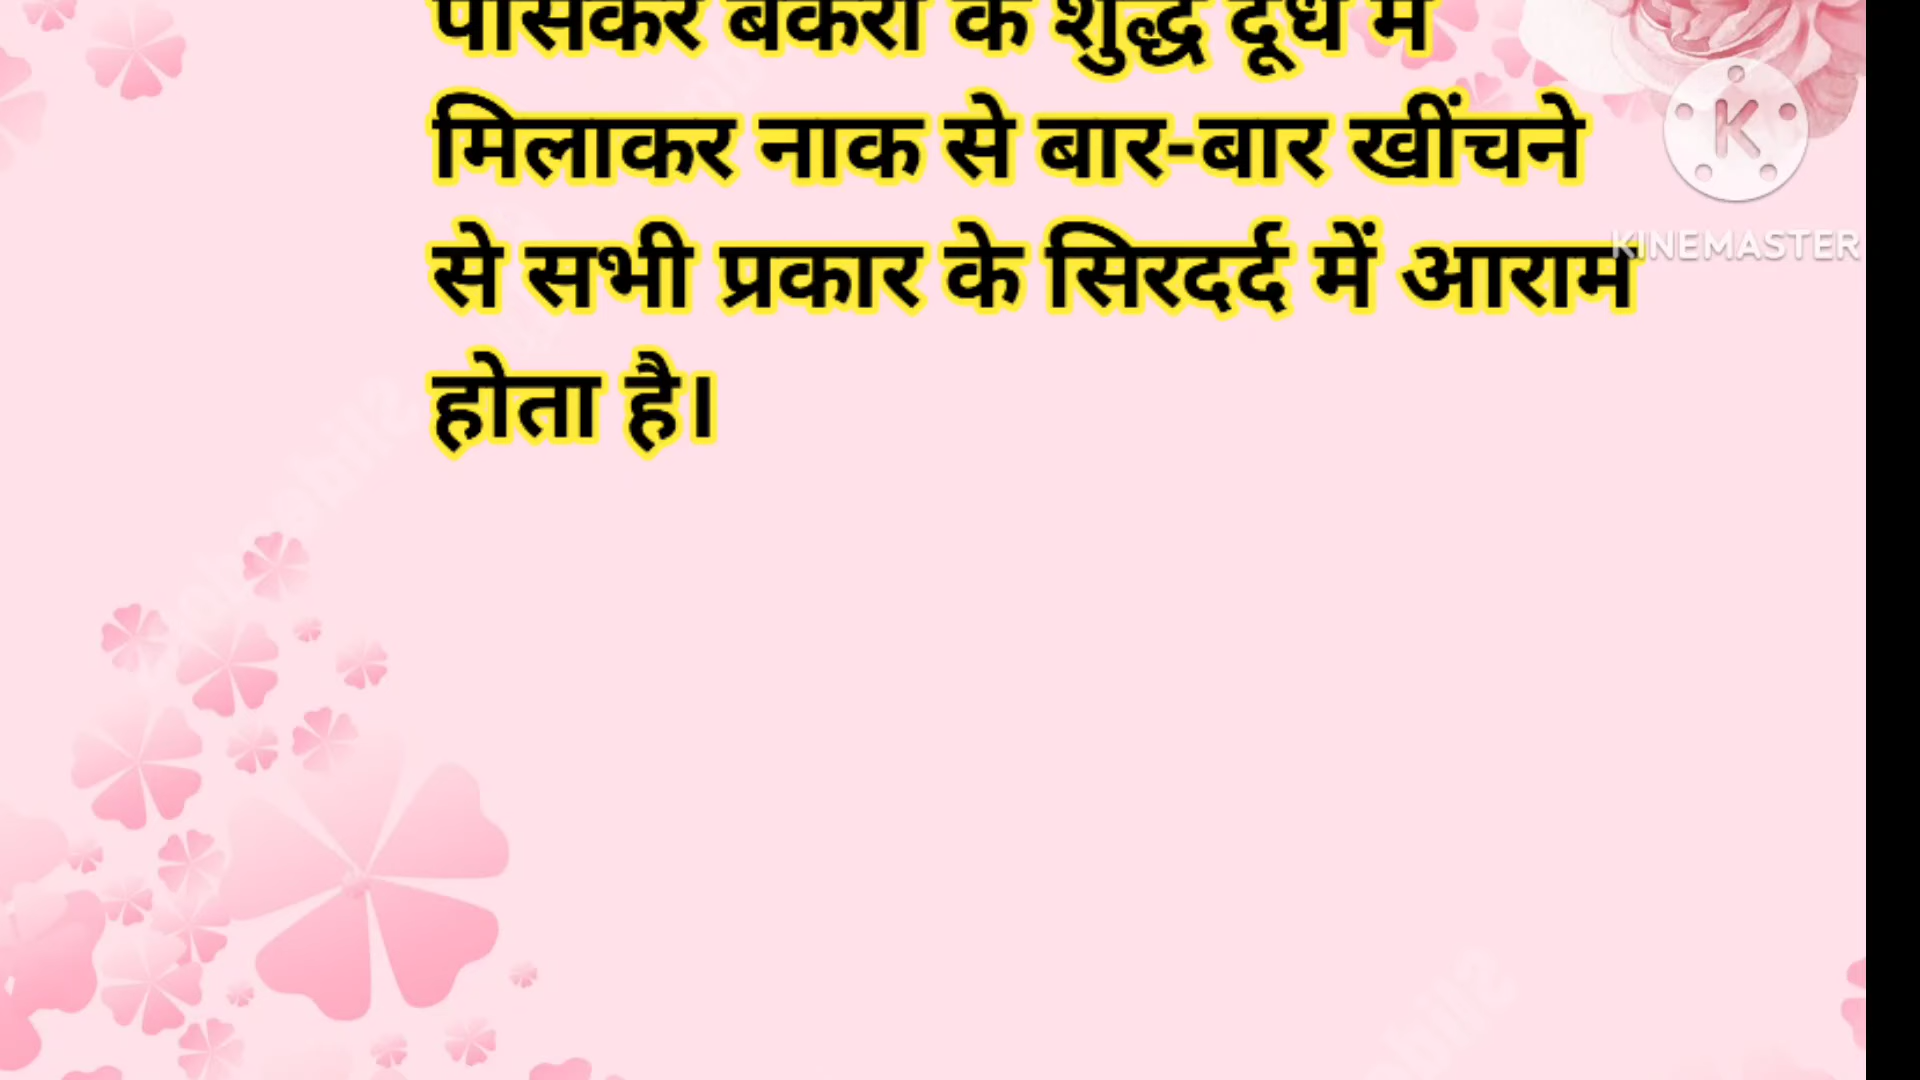 पीसकर बकरी के शुद्ध दूध में
मिलाकर नाक से बार-बार खींचने
से सभी प्रकार के सिरदर्द में आराम
होता है।
KINEMASTER